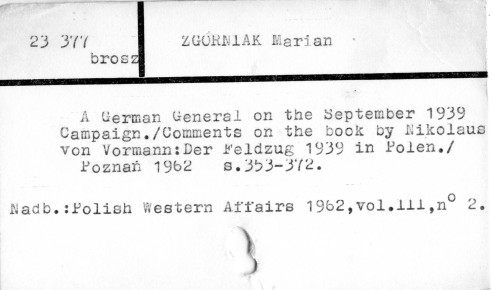 23 377
brosz
ZGÓRNIAK Marian
A German General on the September 1939
Campaign./Comments on the book by Nikolaus
von Vormann:Der Feldzug 1939 in Polen./
Poznań 1962 s.353-372.
Nadb.:Polish Western Affairs 1962,vol.III,n° 2.